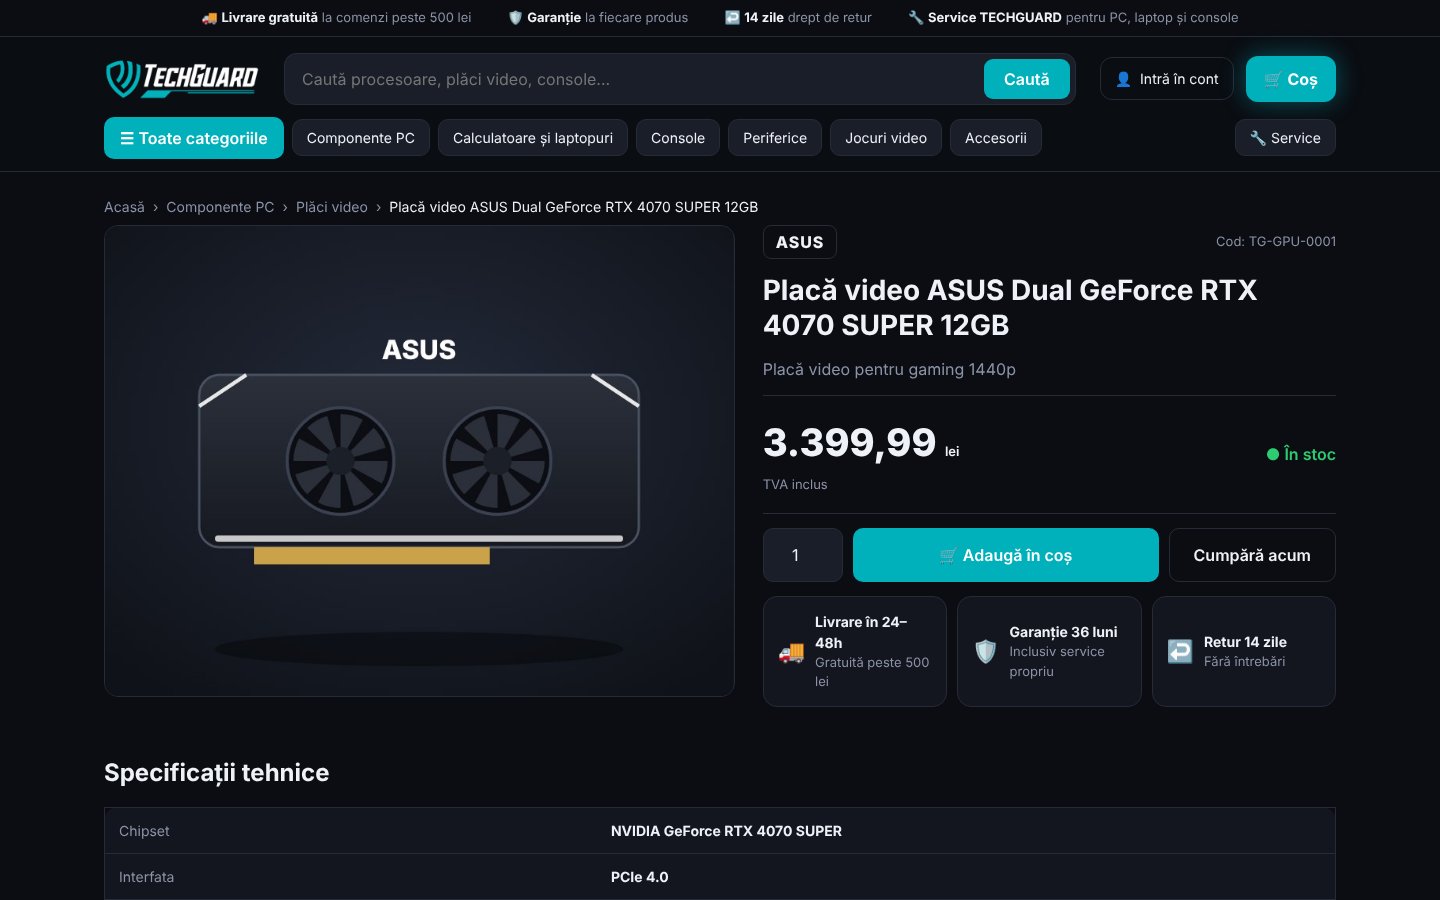 🚚 Livrare gratuită la comenzi peste 500 lei 🛡️ Garanție la fiecare produs ↩️ 14 zile drept de retur 🔧 Service TECHGUARD pentru PC, laptop și console
TECHGUARD
Caută procesoare, plăci video, console...
Caută
👤 Intră în cont
🛒 Coș
☰ Toate categoriile
Componente PC
Calculatoare și laptopuri
Console
Periferice
Jocuri video
Accesorii
🔧 Service
Acasă › Componente PC › Plăci video › Placă video ASUS Dual GeForce RTX 4070 SUPER 12GB
ASUS
ASUS
Cod: TG-GPU-0001
Placă video ASUS Dual GeForce RTX
4070 SUPER 12GB
Placă video pentru gaming 1440p
3.399,99 lei
În stoc
TVA inclus
1
🛒 Adaugă în coș
Cumpără acum
Livrare în 24–
48h
Gratuită peste 500
lei
Garanție 36 luni
Inclusiv service
propriu
Retur 14 zile
Fără întrebări
Specificații tehnice
Chipset NVIDIA GeForce RTX 4070 SUPER
Interfata PCIe 4.0